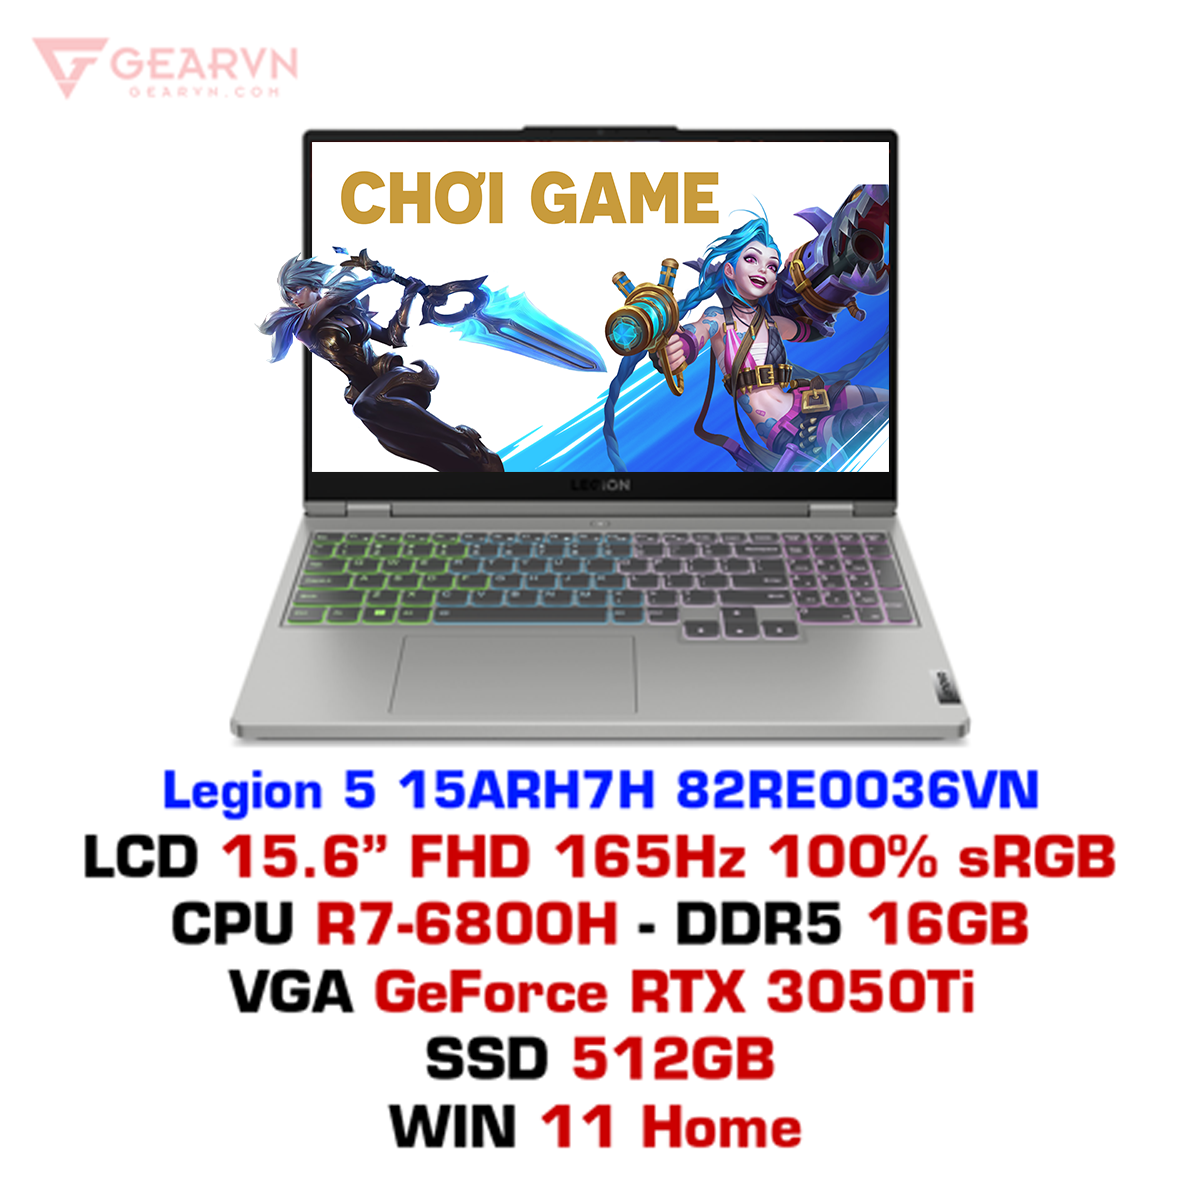 GEARVN
GEARVN.COM
CHƠI GAME
LEGION
Lenovo
Legion 5 15ARH7H 82RE0036VN
LCD 15.6” FHD 165Hz 100% sRGB
CPU R7-6800H - DDR5 16GB
VGA GeForce RTX 3050Ti
SSD 512GB
WIN 11 Home